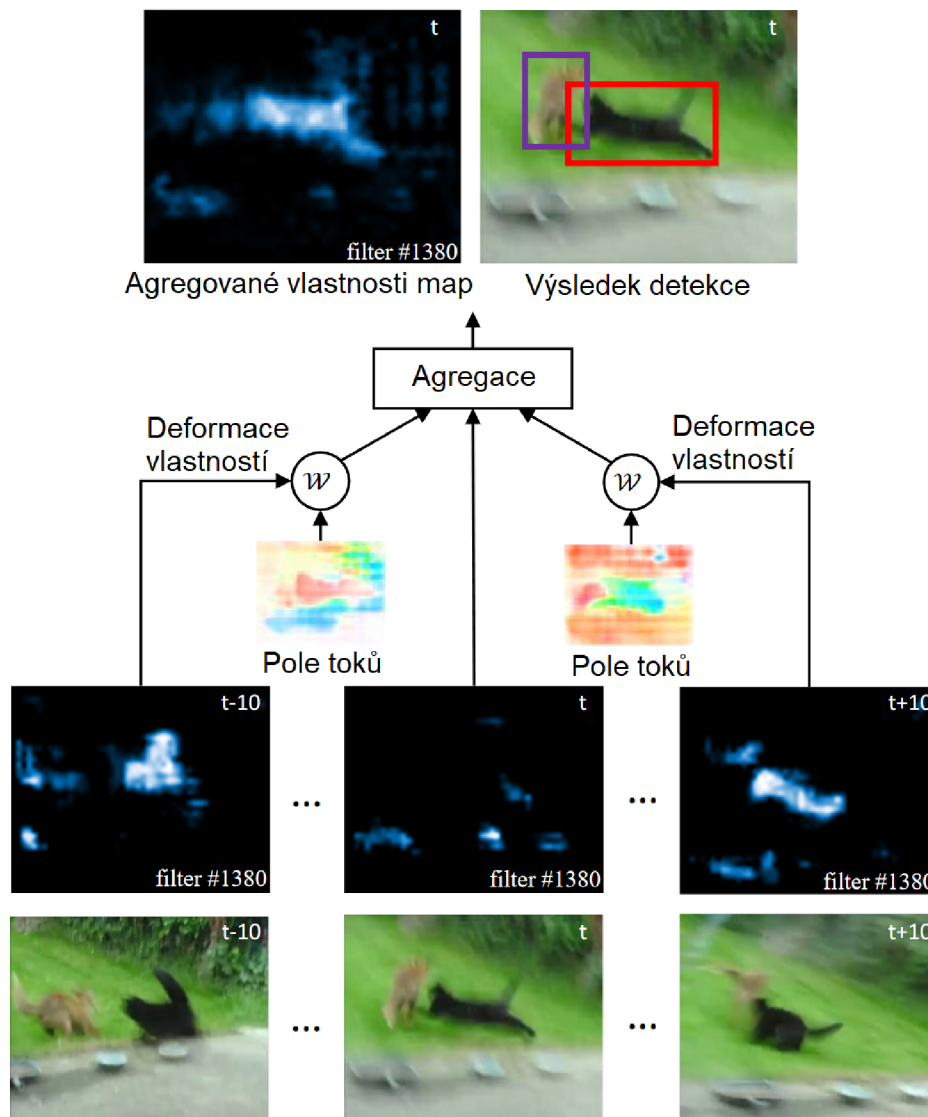 t
t
filter #1380
Agregované vlastnosti map
Výsledek detekce
Agregace
Deformace
vlastností
Deformace
vlastností
𝒲
𝒲
Pole toků
Pole toků
t-10
t
t+10
...
...
filter #1380
filter #1380
filter #1380
t-10
t
t+10
...
...